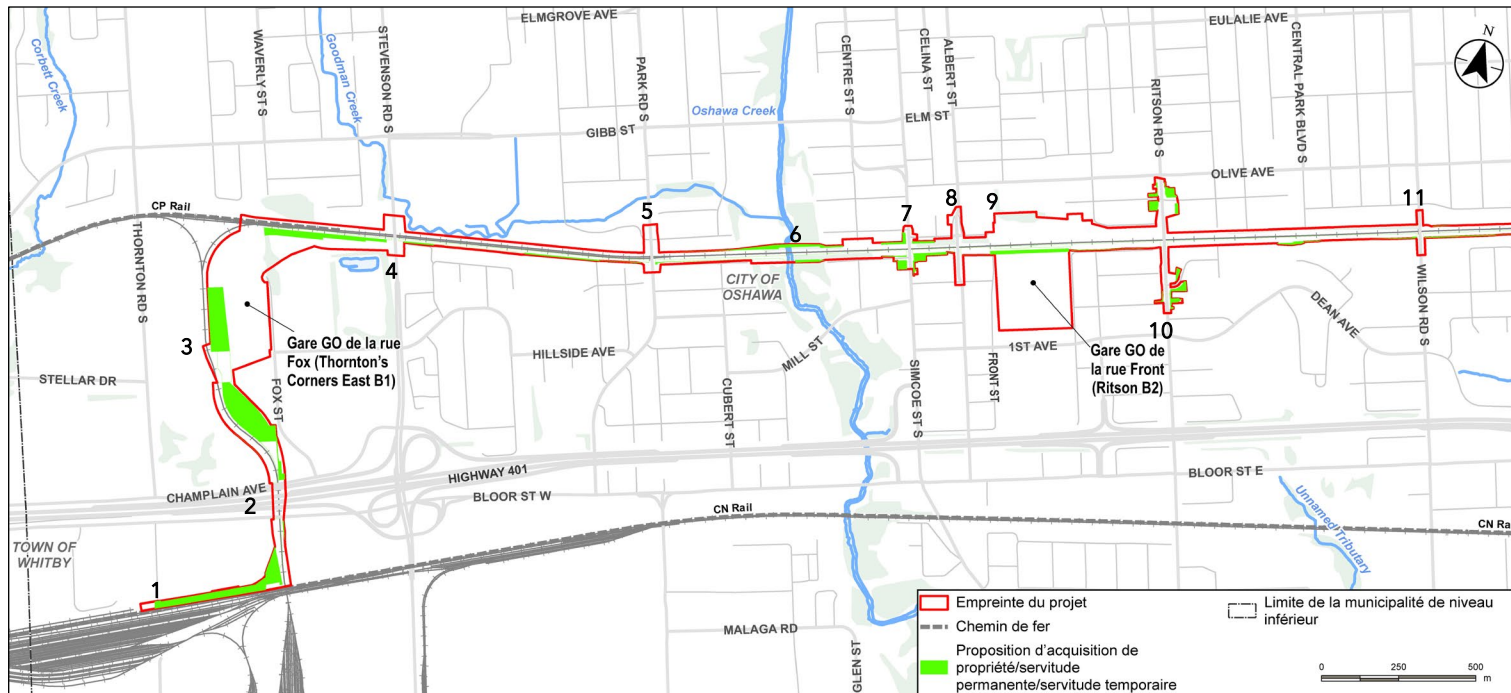 ELMGROVE AVE
EULALIE AVE
N
Corbett Creek
WAVERLY ST S
Goodman Creek
STEVENSON RD S
PARK RD S
CENTRE ST S
CELINA ST
ALBERT ST
RITSON RD S
CENTRAL PARK BLVD S
Oshawa Creek
ELM ST
GIBB ST
OLIVE AVE
CP Rail
THORNTON RD S
5
6
7
8
9
11
4
CITY OF
OSHAWA
WILSON RD S
DEAN AVE
3
Gare GO de la rue
Fox (Thornton's
Corners East B1)
10
HILLSIDE AVE
MILL ST
1ST AVE
Gare GO de
la rue Front
(Ritson B2)
STELLAR DR
FOX ST
CUBERT ST
SIMCOE ST S
FRONT ST
HIGHWAY 401
BLOOR ST E
CHAMPLAIN AVE
2
BLOOR ST W
Unnamed Tributary
CN Rail
CN Ra
TOWN OF
WHITBY
1
MALAGA RD
GLEN ST
Empreinte du projet
Chemin de fer
Proposition d'acquisition de
propriété/servitude
permanente/servitude temporaire
Limite de la municipalité de niveau
inférieur
0 250 500
m